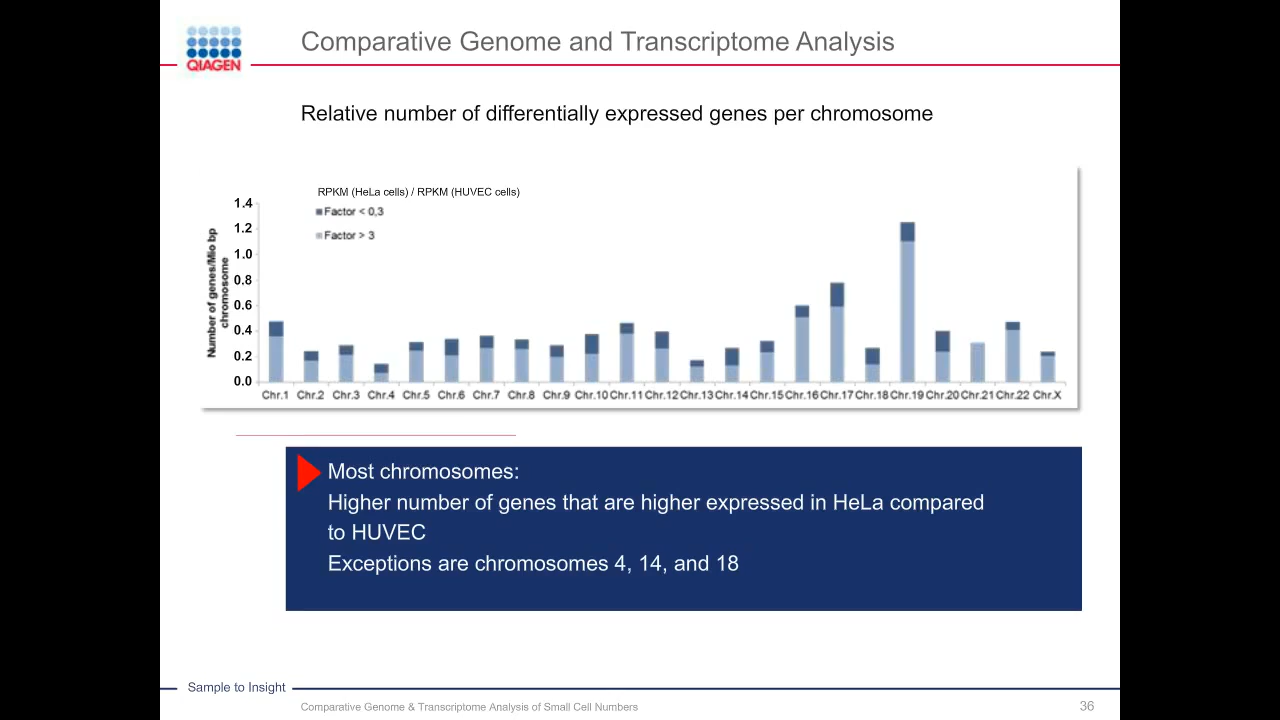 QIAGEN
Comparative Genome and Transcriptome Analysis
Relative number of differentially expressed genes per chromosome
RPKM (HeLa cells) / RPKM (HUVEC cells)
Factor < 0,3
Factor > 3
Number of genes/Mio bp
chromosome
1.4
1.2
1.0
0.8
0.6
0.4
0.2
0.0
Chr.1 Chr.2 Chr.3 Chr.4 Chr.5 Chr.6 Chr.7 Chr.8 Chr.9 Chr.10 Chr.11 Chr.12 Chr.13 Chr.14 Chr.15 Chr.16 Chr.17 Chr.18 Chr.19 Chr.20 Chr.21 Chr.22 Chr.X
Most chromosomes:
Higher number of genes that are higher expressed in HeLa compared
to HUVEC
Exceptions are chromosomes 4, 14, and 18
Sample to Insight
Comparative Genome & Transcriptome Analysis of Small Cell Numbers
36